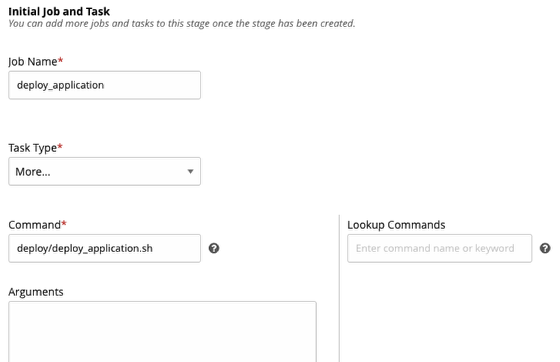 Initial Job and Task
You can add more jobs and tasks to this stage once the stage has been created.
Job Name*
deploy_application
Task Type*
More...
Command*
deploy/deploy_application.sh
Lookup Commands
Enter command name or keyword
Arguments